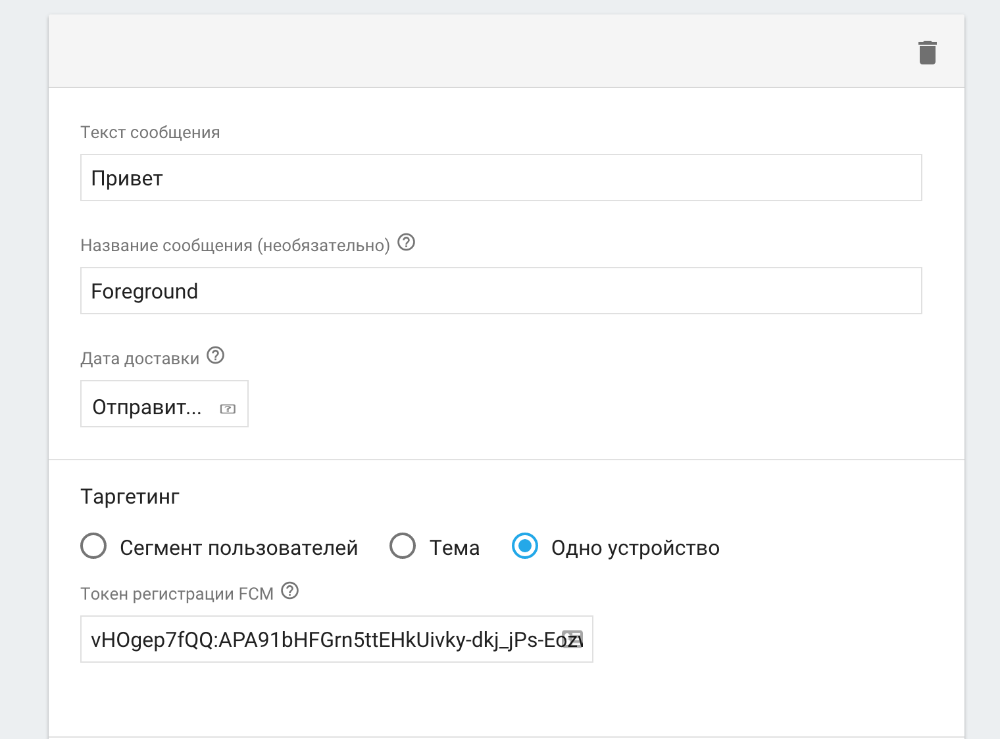 Текст сообщения
Привет
Название сообщения (необязательно)
Foreground
Дата доставки
Отправит...
Таргетинг
Сегмент пользователей Тема Одно устройство
Токен регистрации FCM
vHOgep7fQQ:APA91bHFGrn5ttEHkUivky-dkj_jPs-Eoz